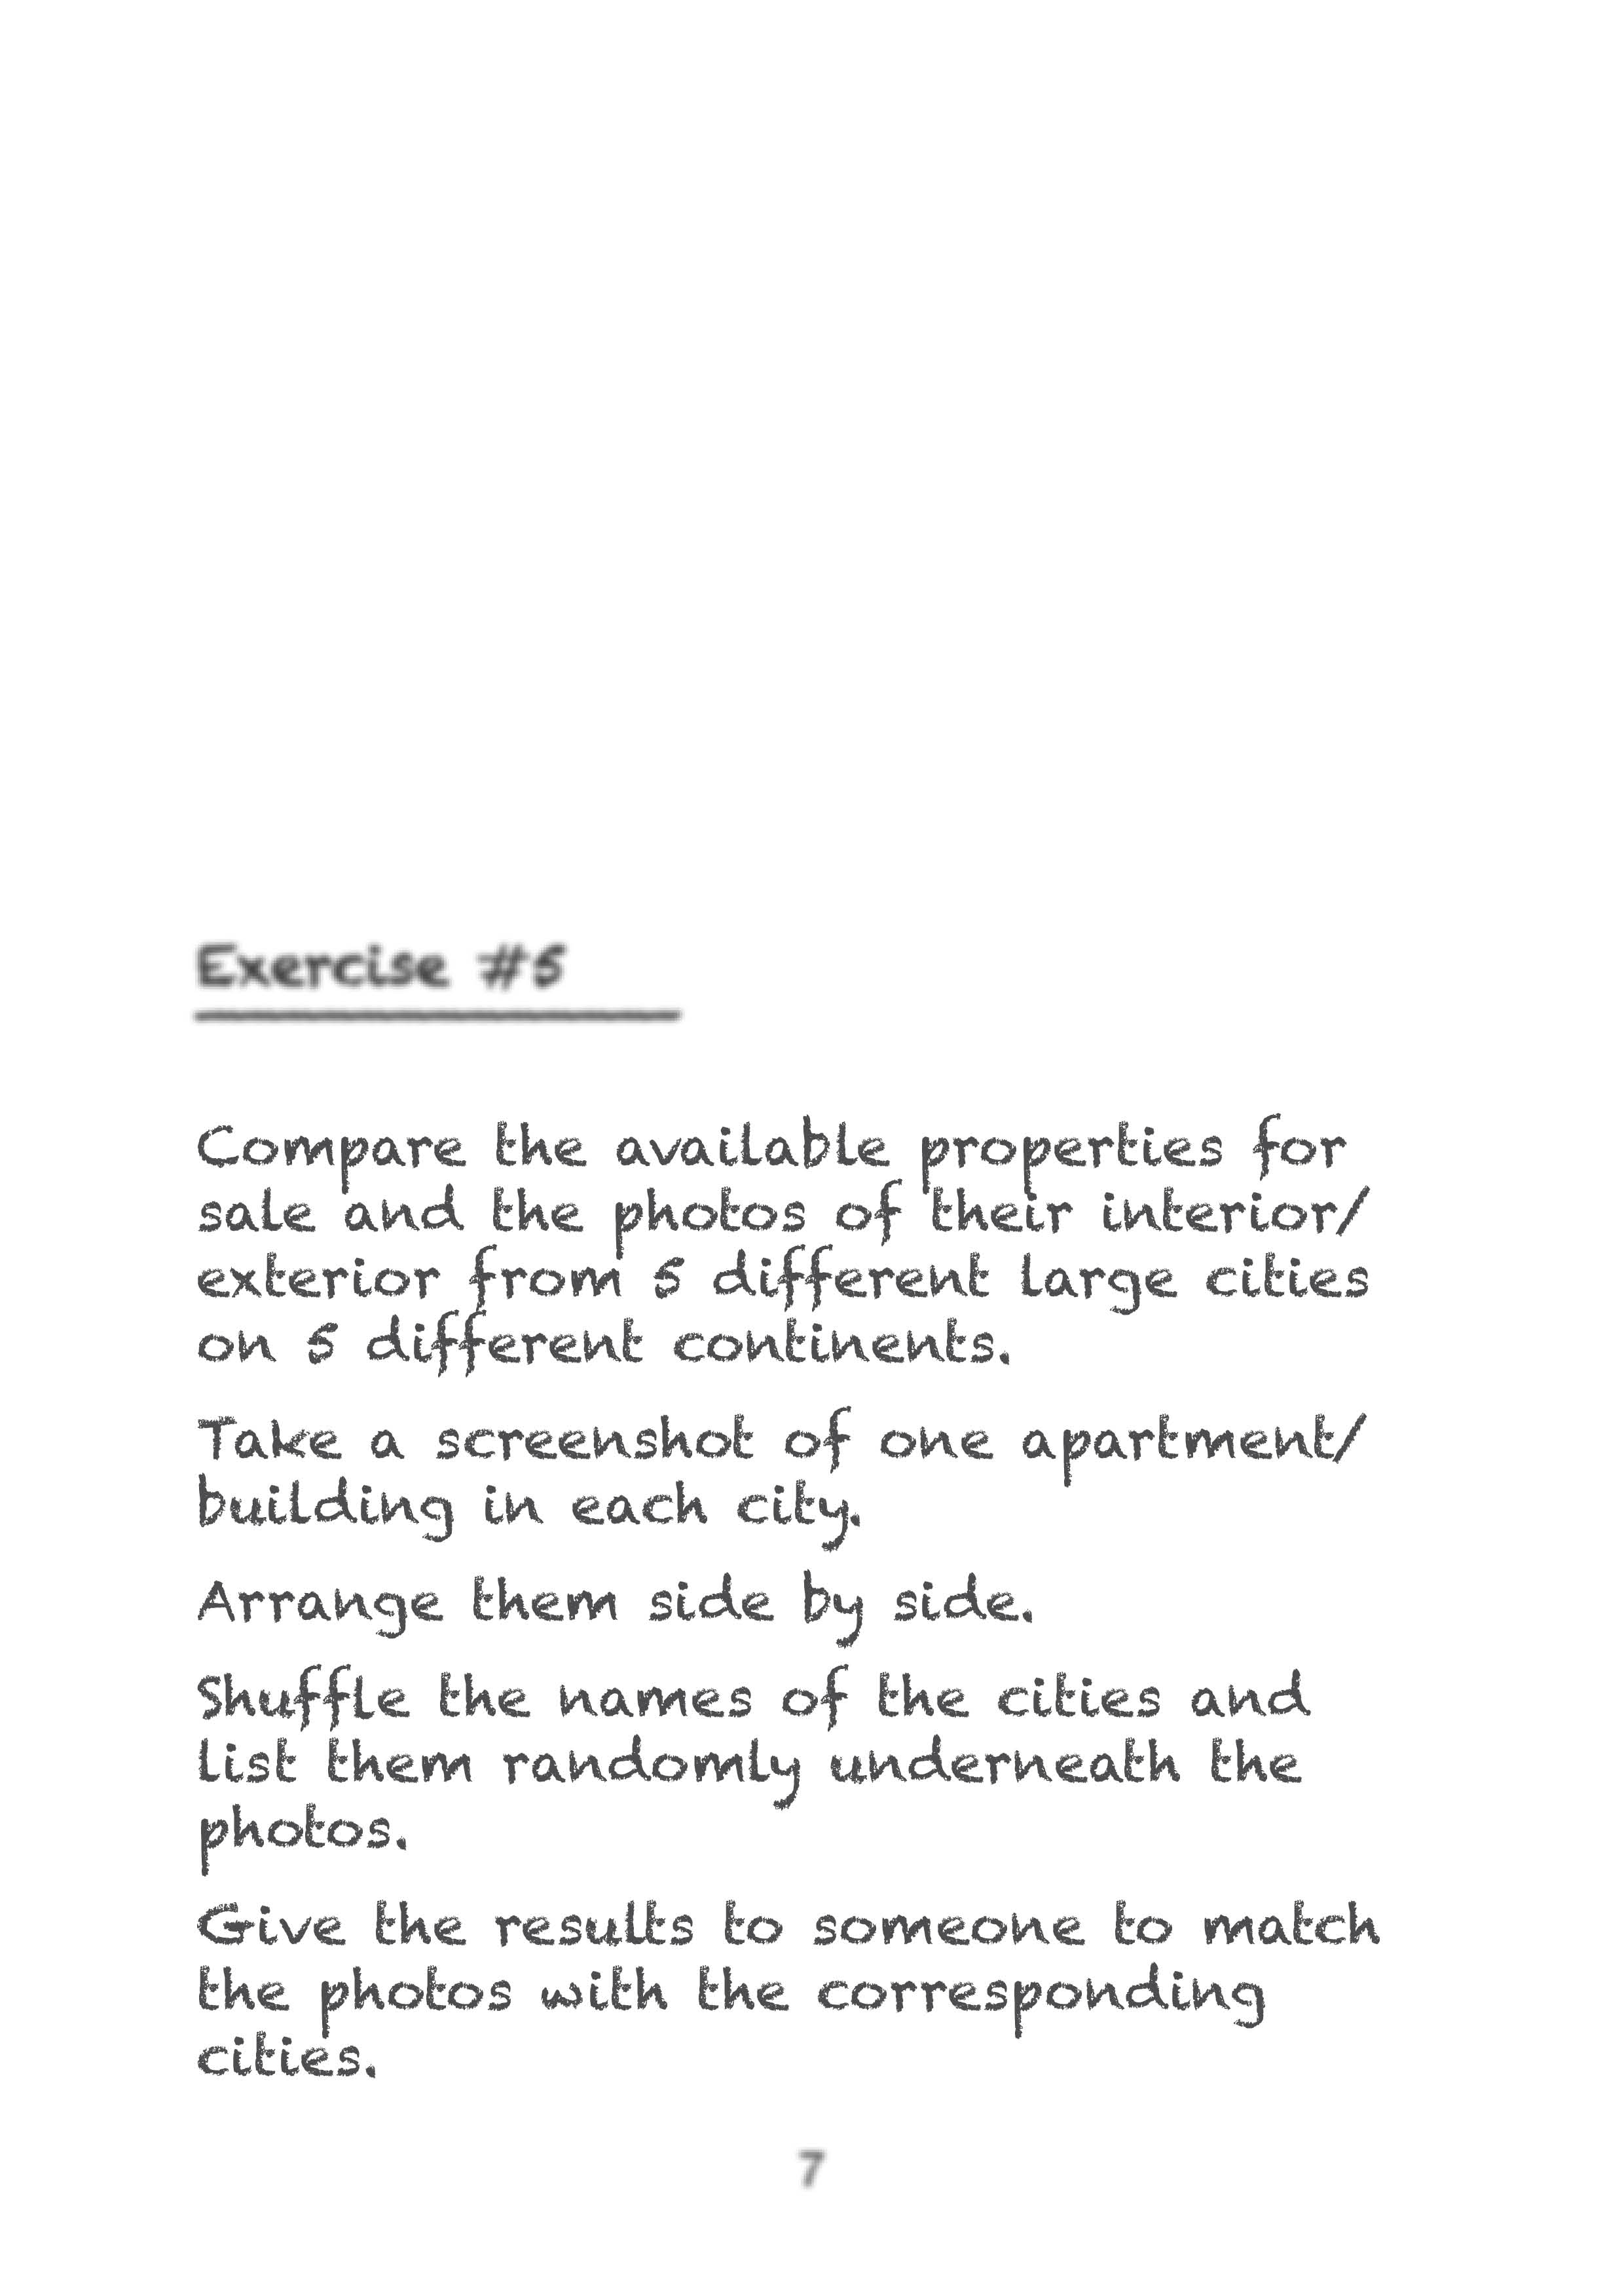 Exercise #5
Compare the available properties for
sale and the photos of their interior/
exterior from 5 different large cities
on 5 different continents.
Take a screenshot of one apartment/
building in each city.
Arrange them side by side.
Shuffle the names of the cities and
list them randomly underneath the
photos.
Give the results to someone to match
the photos with the corresponding
cities.
7